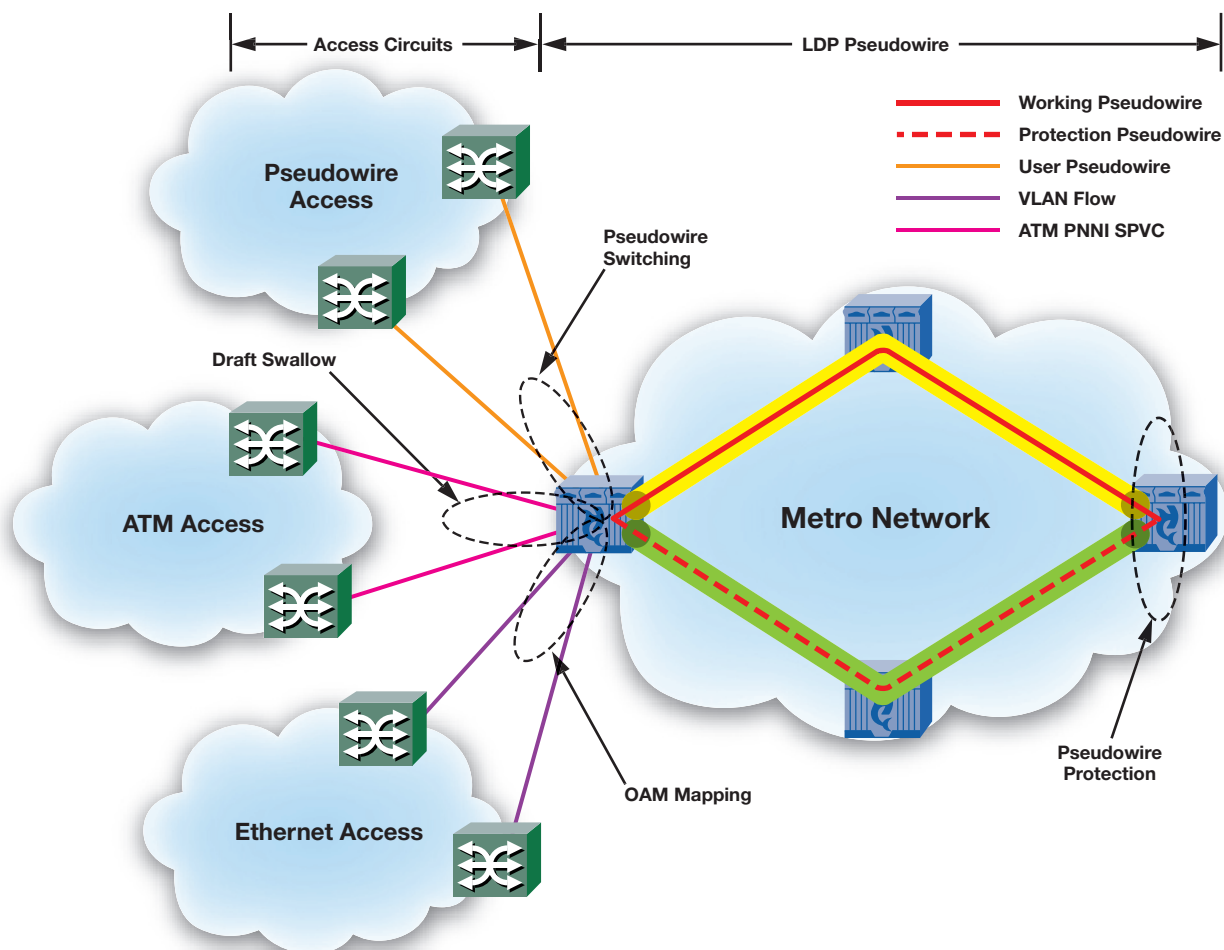 Access Circuits
LDP Pseudowire
Working Pseudowire
Protection Pseudowire
User Pseudowire
VLAN Flow
ATM PNNI SPVC
Pseudowire
Access
Pseudowire
Switching
Draft Swallow
ATM Access
Metro Network
Pseudowire
Protection
OAM Mapping
Ethernet Access